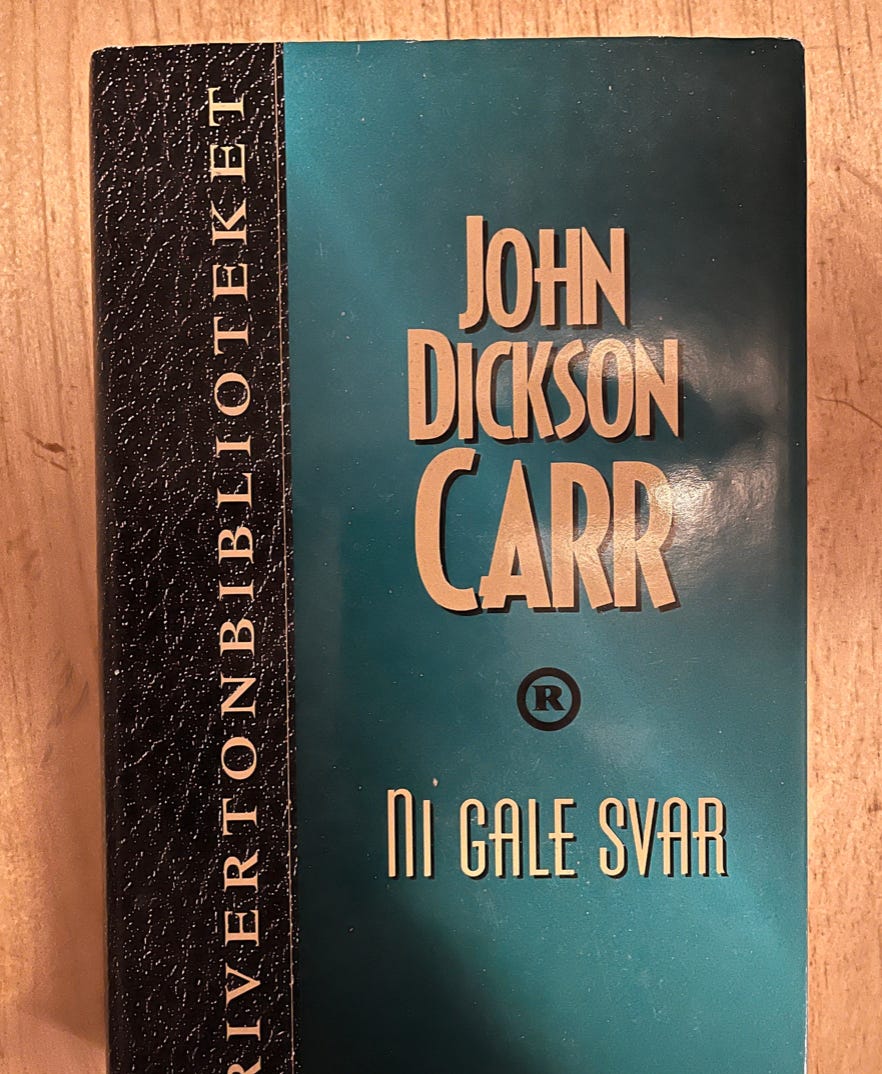 RIVERTONBIBLIOTEKET
JOHN
DICKSON
CARR
R
NI GALE SVAR